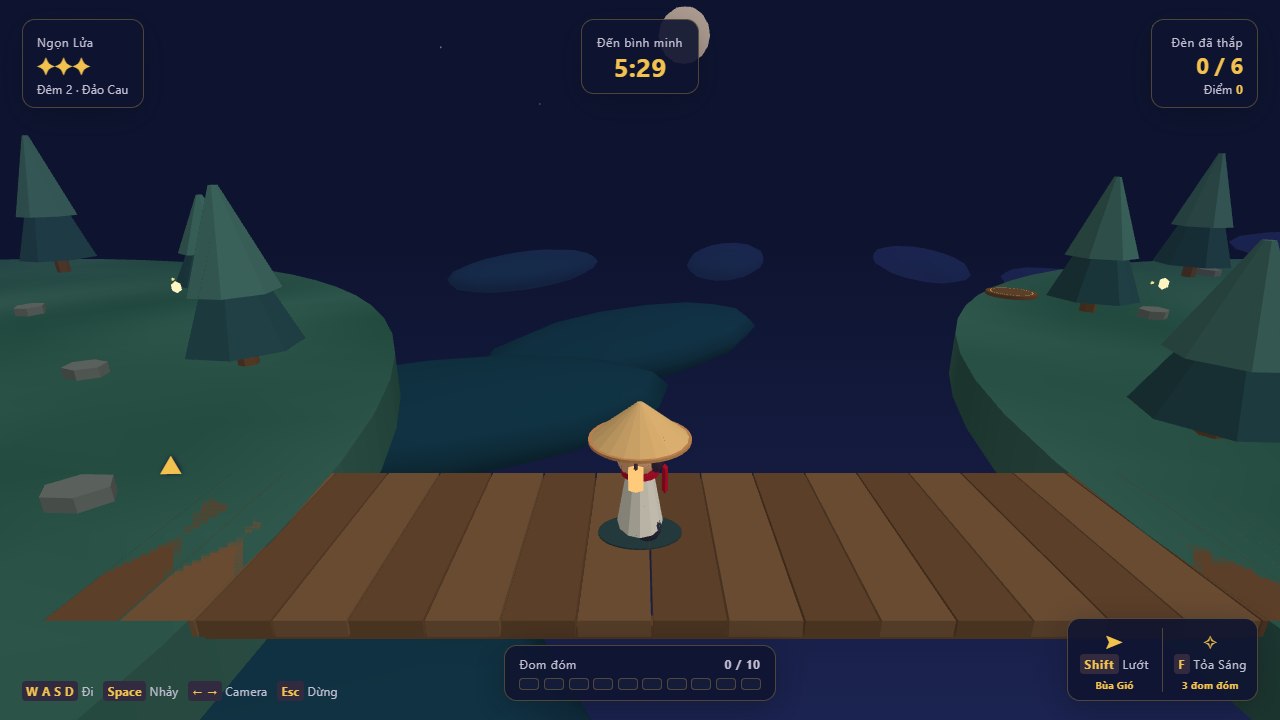 Ngọn Lửa
Đêm 2 · Đảo Cau
Đến bình minh
5:29
Đèn đã thắp
0 / 6
Điểm 0
Đom đóm 0 / 10
W A S D Đi Space Nhảy ← → Camera Esc Dừng
Shift Lướt
Bùa Gió
F Tỏa Sáng
3 đom đóm